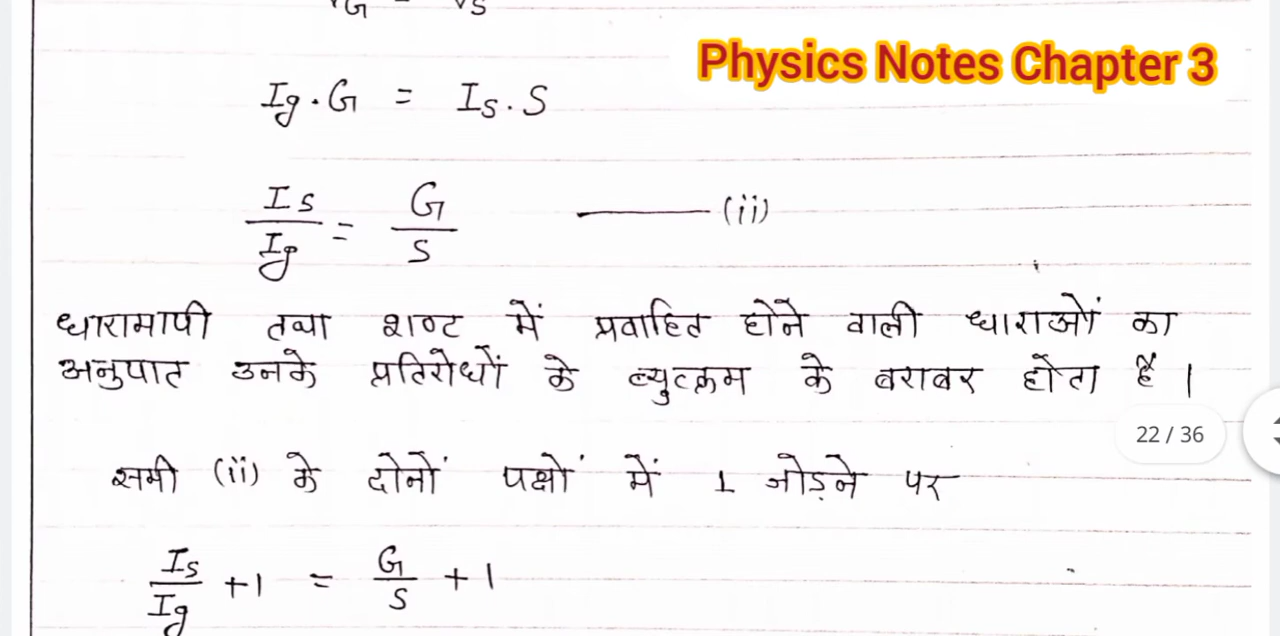 Physics Notes Chapter 3
Ig . G = Is . S
Is/Ig = G/S ——— (ii)
धारामापी तथा शण्ट में प्रवाहित होने वाली धाराओं का
अनुपात उनके प्रतिरोधों के व्युत्क्रम के बराबर होता है ।
22 / 36
समी (ii) के दोनों पक्षों में 1 जोड़ने पर
Is/Ig + 1 = G/S + 1